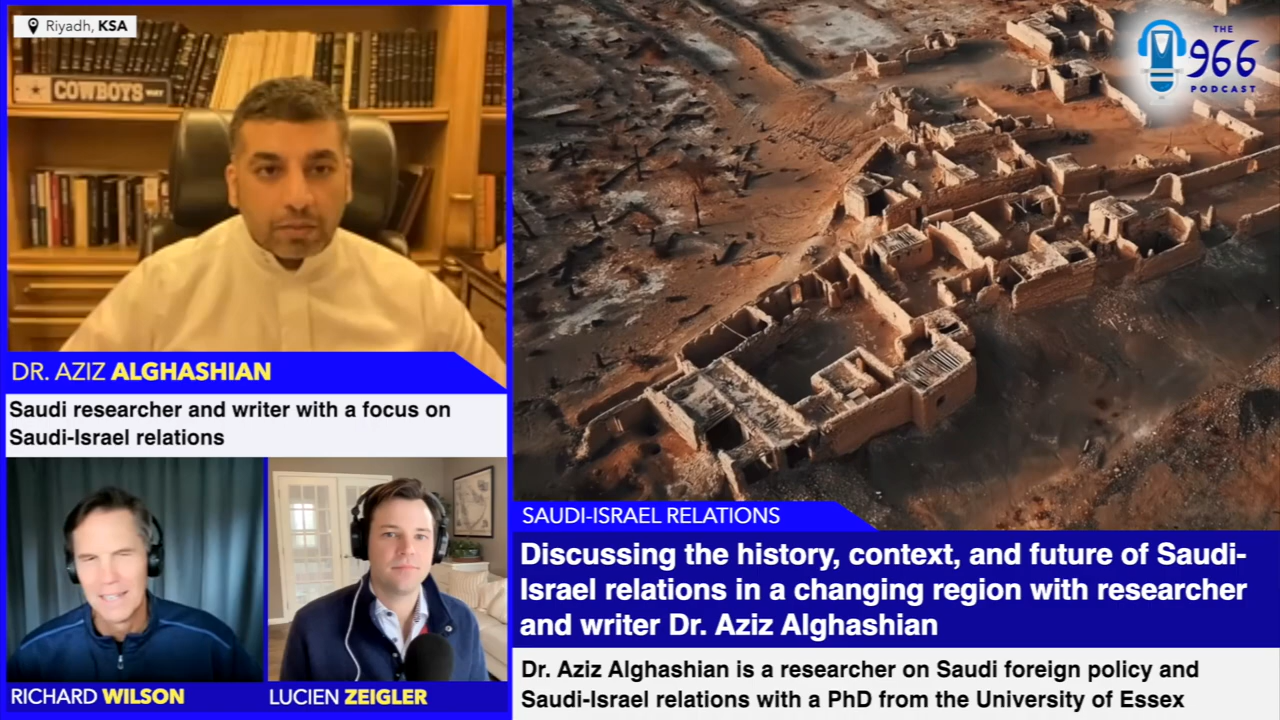 Riyadh, KSA
COWBOYS WAY
DR. AZIZ ALGHASHIAN
Saudi researcher and writer with a focus on
Saudi-Israel relations
RICHARD WILSON
LUCIEN ZEIGLER
THE
966
PODCAST
SAUDI-ISRAEL RELATIONS
Discussing the history, context, and future of Saudi-
Israel relations in a changing region with researcher
and writer Dr. Aziz Alghashian
Dr. Aziz Alghashian is a researcher on Saudi foreign policy and
Saudi-Israel relations with a PhD from the University of Essex